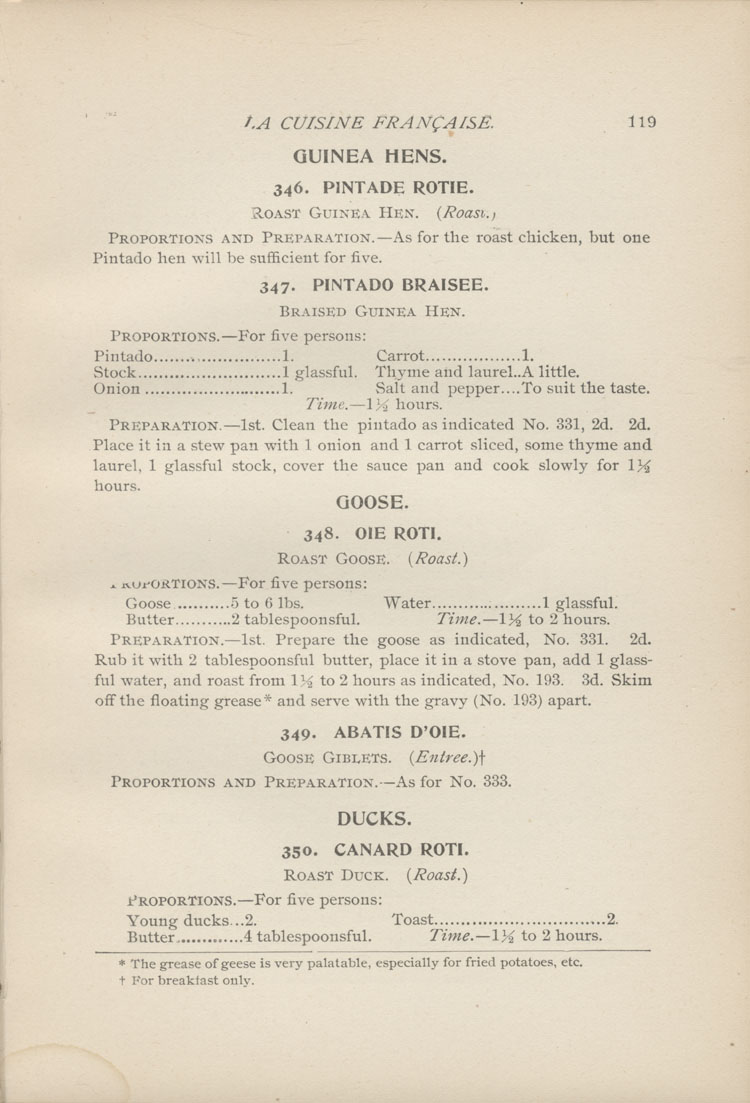 LA CUISINE FRANÇAISE. 119
GUINEA HENS.
346. PINTADE ROTIE.
ROAST GUINEA HEN. (Roast.)
PROPORTIONS AND PREPARATION.—As for the roast chicken, but one
Pintado hen will be sufficient for five.
347. PINTADO BRAISEE.
BRAISED GUINEA HEN.
PROPORTIONS.—For five persons:
Pintado........................1. Carrot..................1.
Stock...........................1 glassful. Thyme and laurel..A little.
Onion ..........................1. Salt and pepper....To suit the taste.
Time.—1½ hours.
PREPARATION.—1st. Clean the pintado as indicated No. 331, 2d. 2d.
Place it in a stew pan with 1 onion and 1 carrot sliced, some thyme and
laurel, 1 glassful stock, cover the sauce pan and cook slowly for 1½
hours.
GOOSE.
348. OIE ROTI.
ROAST GOOSE. (Roast.)
PROPORTIONS.—For five persons:
Goose ..........5 to 6 lbs. Water.....................1 glassful.
Butter...........2 tablespoonsful. Time.—1½ to 2 hours.
PREPARATION.—1st. Prepare the goose as indicated, No. 331. 2d.
Rub it with 2 tablespoonsful butter, place it in a stove pan, add 1 glass-
ful water, and roast from 1½ to 2 hours as indicated, No. 193. 3d. Skim
off the floating grease* and serve with the gravy (No. 193) apart.
349. ABATIS D'OIE.
GOOSE GIBLETS. (Entree.)†
PROPORTIONS AND PREPARATION.—As for No. 333.
DUCKS.
350. CANARD ROTI.
ROAST DUCK. (Roast.)
PROPORTIONS.—For five persons:
Young ducks...2. Toast................................2.
Butter.............4 tablespoonsful. Time.—1½ to 2 hours.
* The grease of geese is very palatable, especially for fried potatoes, etc.
† For breakfast only.